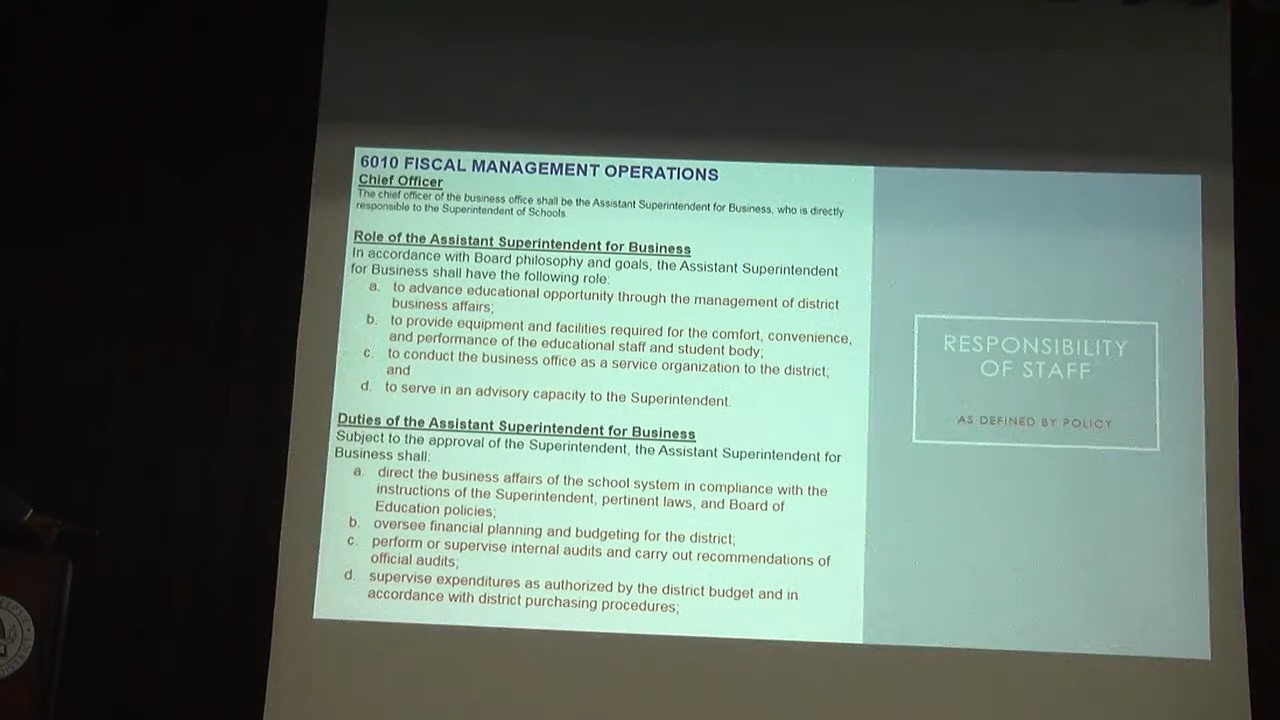 6010 FISCAL MANAGEMENT OPERATIONS
Chief Officer
The chief officer of the business office shall be the Assistant Superintendent for Business, who is directly
responsible to the Superintendent of Schools.
Role of the Assistant Superintendent for Business
In accordance with Board philosophy and goals, the Assistant Superintendent
for Business shall have the following role:
a. to advance educational opportunity through the management of district
business affairs;
b. to provide equipment and facilities required for the comfort, convenience,
and performance of the educational staff and student body;
c. to conduct the business office as a service organization to the district;
and
d. to serve in an advisory capacity to the Superintendent.
Duties of the Assistant Superintendent for Business
Subject to the approval of the Superintendent, the Assistant Superintendent for
Business shall:
a. direct the business affairs of the school system in compliance with the
instructions of the Superintendent, pertinent laws, and Board of
Education policies;
b. oversee financial planning and budgeting for the district;
c. perform or supervise internal audits and carry out recommendations of
official audits;
d. supervise expenditures as authorized by the district budget and in
accordance with district purchasing procedures;
RESPONSIBILITY
OF STAFF
AS DEFINED BY POLICY